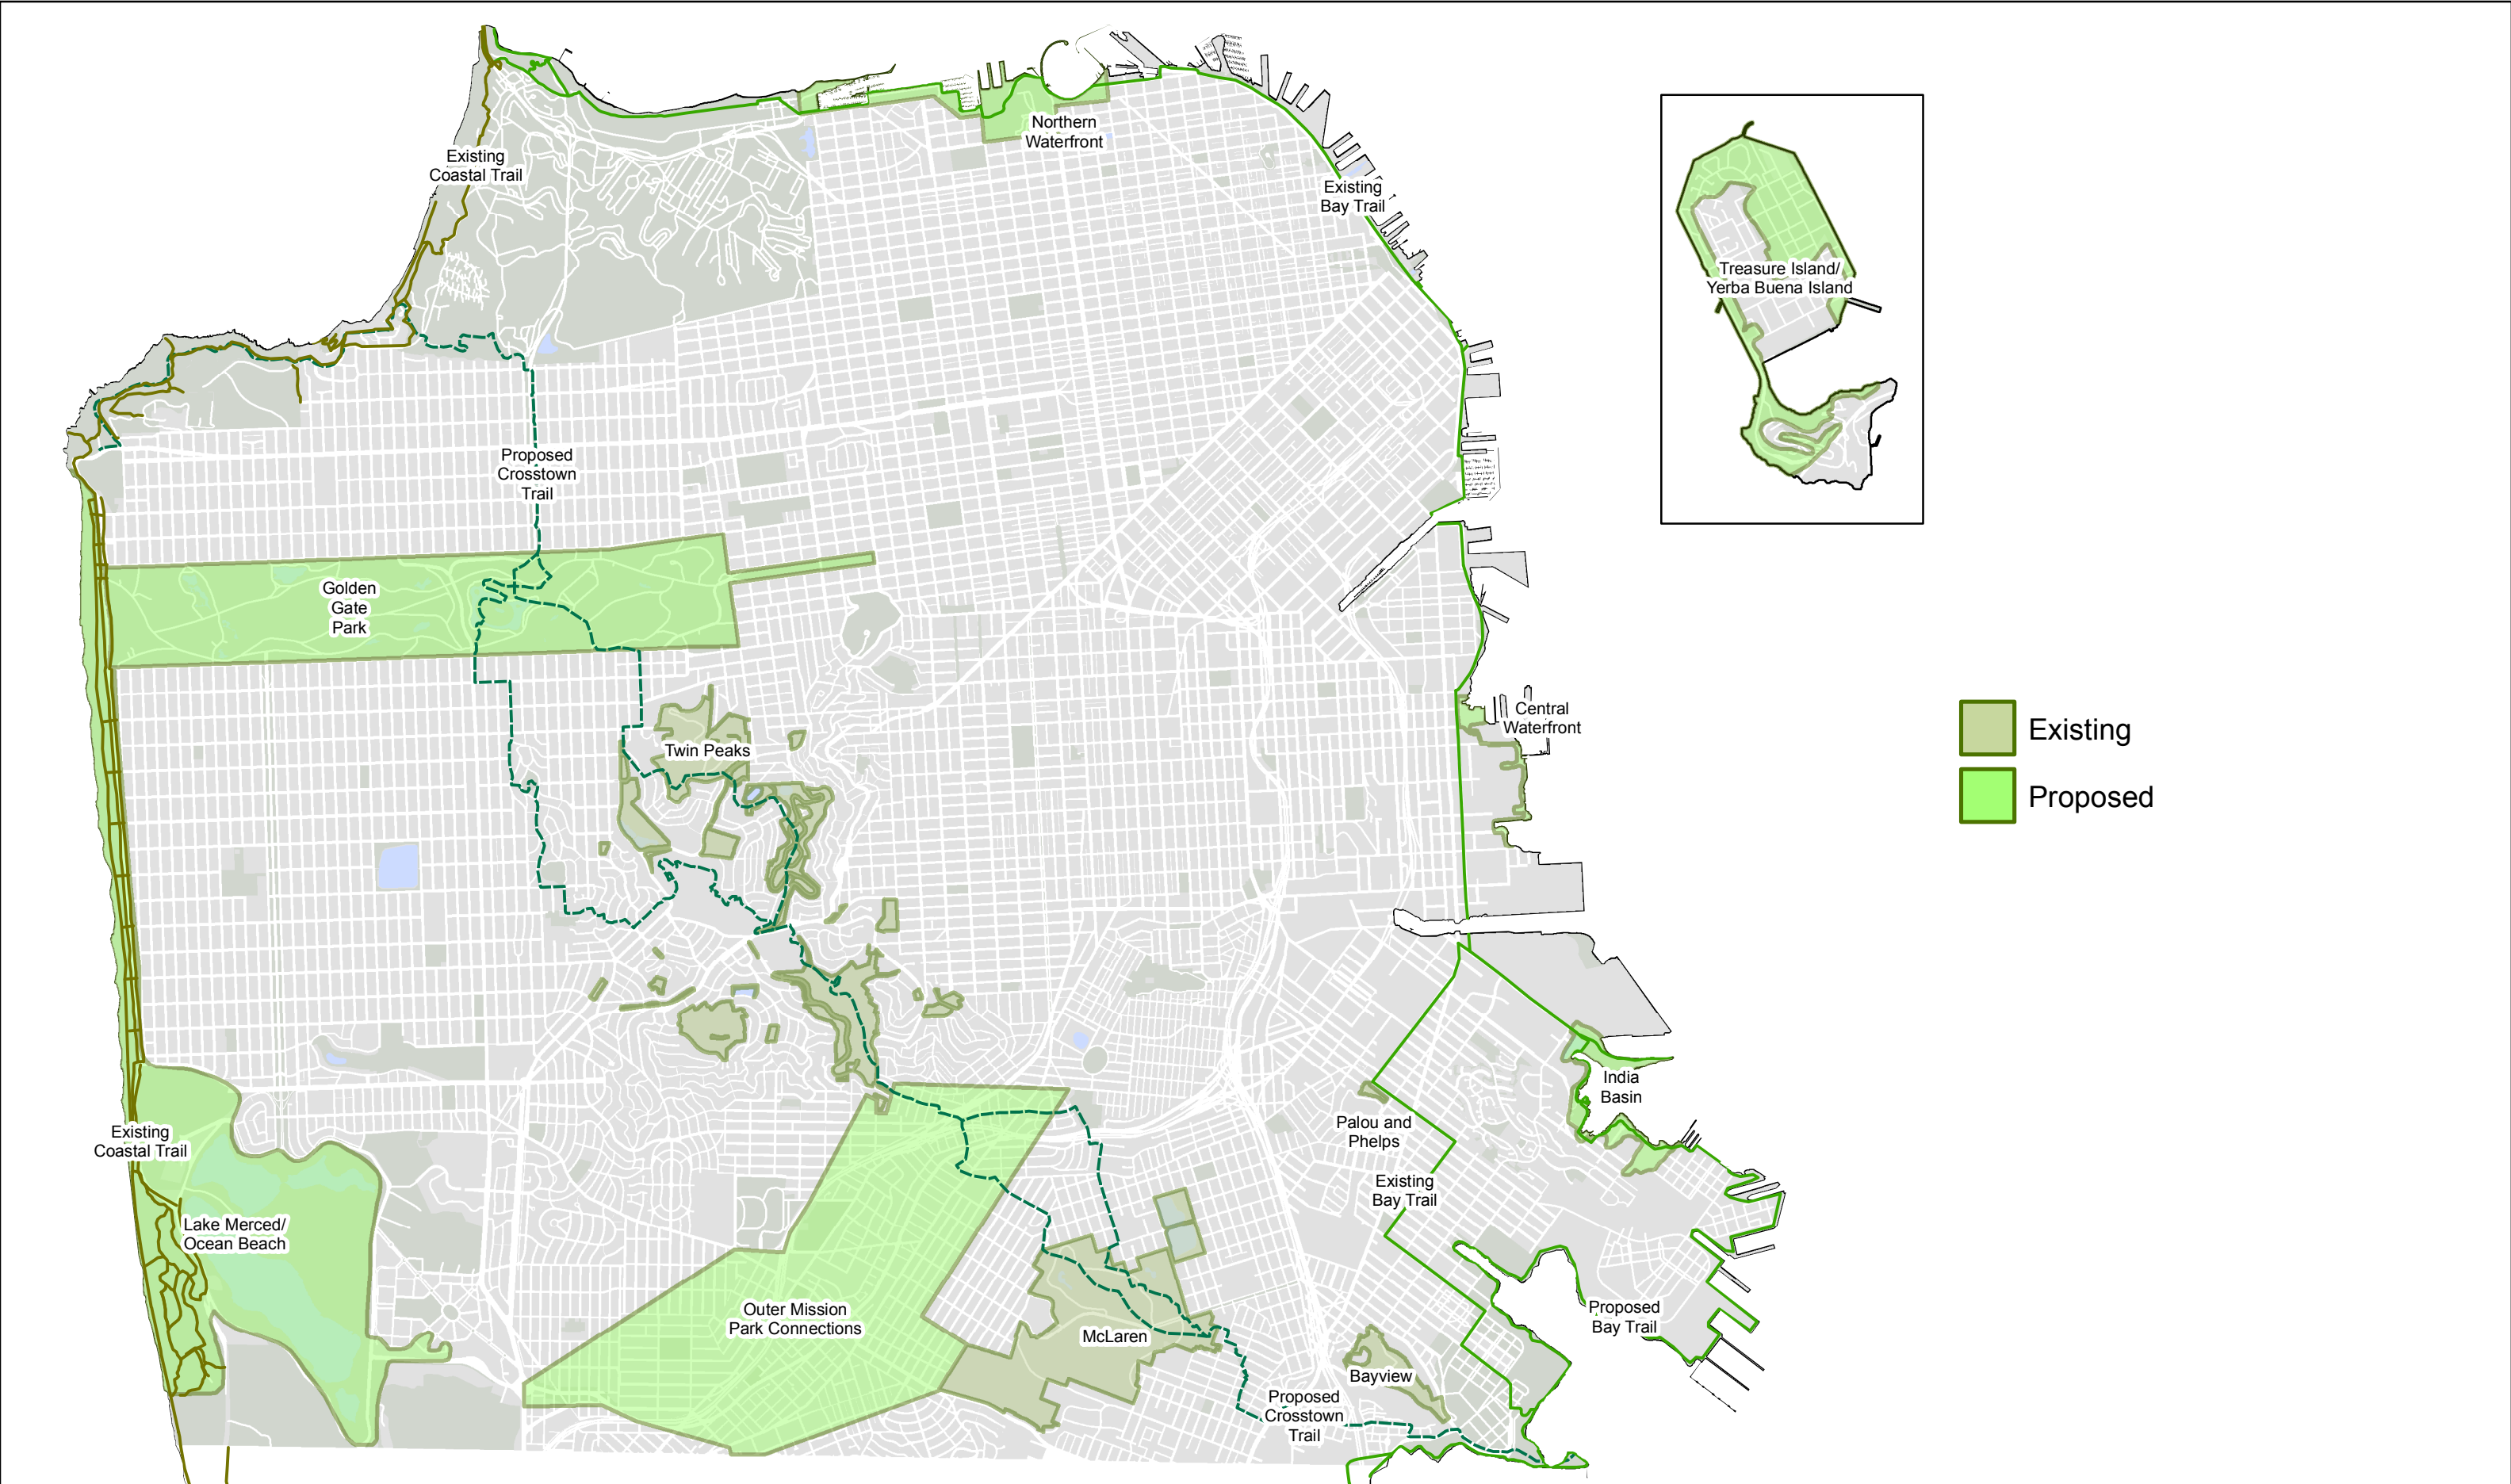 Northern
Waterfront
Existing
Coastal Trail
Existing
Bay Trail
Treasure Island/
Yerba Buena Island
Proposed
Crosstown
Trail
Golden
Gate
Park
Central
Waterfront
Existing
Proposed
Twin Peaks
India
Basin
Palou and
Phelps
Existing
Coastal Trail
Existing
Bay Trail
Lake Merced/
Ocean Beach
Outer Mission
Park Connections
McLaren
Proposed
Bay Trail
Bayview
Proposed
Crosstown
Trail